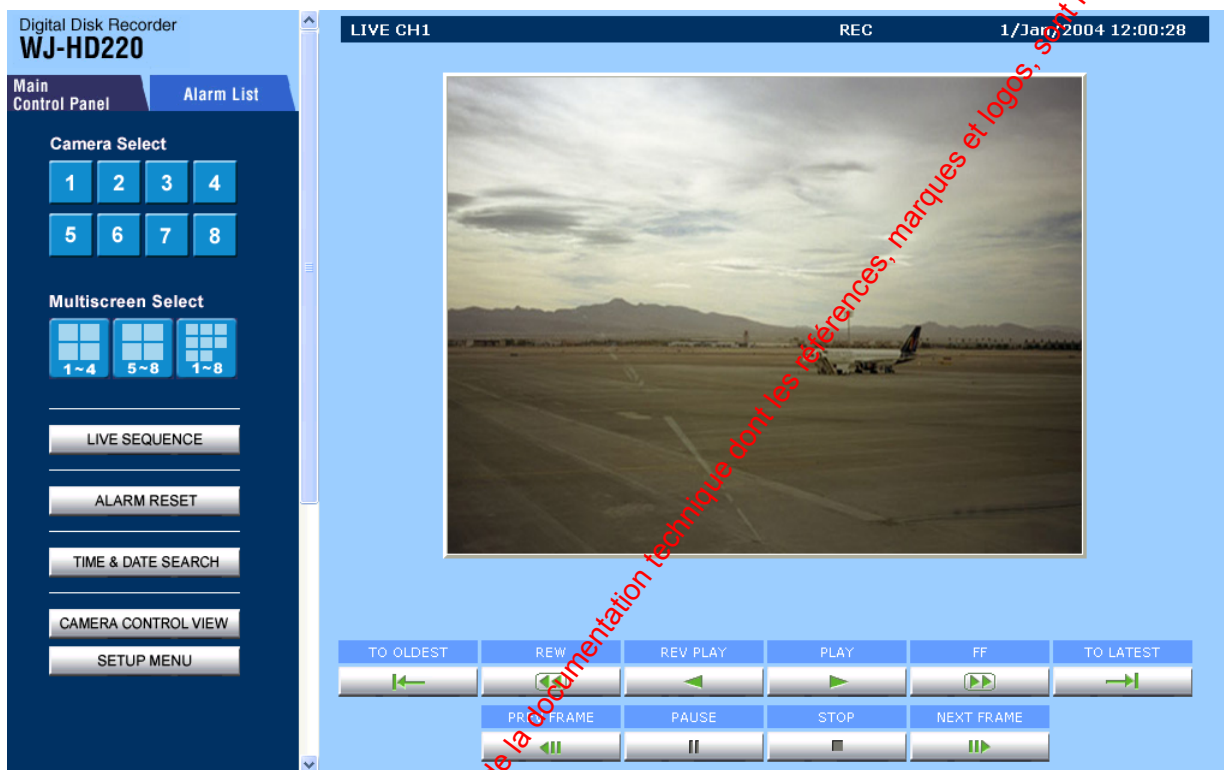 Digital Disk Recorder
WJ-HD220
Main
Control Panel
Alarm List
Camera Select
1 2 3 4
5 6 7 8
Multiscreen Select
1~4 5~8 1~8
LIVE SEQUENCE
ALARM RESET
TIME & DATE SEARCH
CAMERA CONTROL VIEW
SETUP MENU
LIVE CH1 REC 1/Jan/2004 12:00:28
TO OLDEST REW REV PLAY PLAY FF TO LATEST
PREV FRAME PAUSE STOP NEXT FRAME
de la documentation technique dont les références, marques et logos, sont